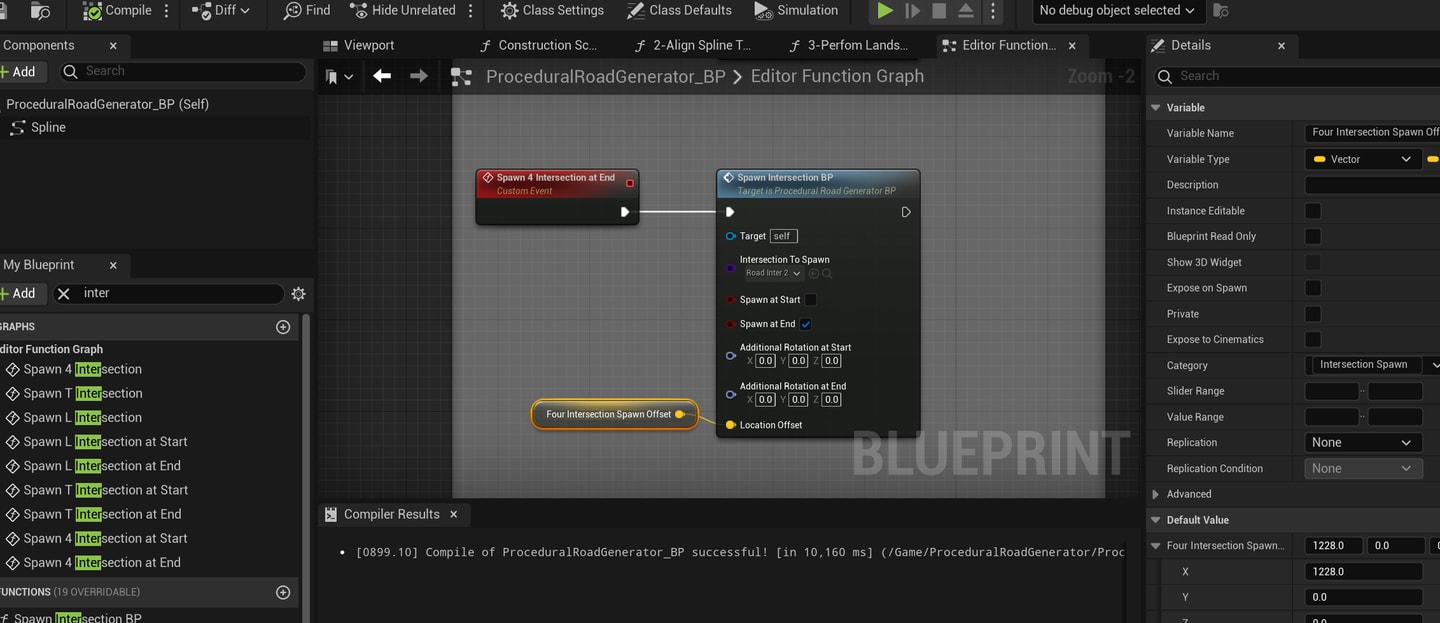 Compile
Diff
Find
Hide Unrelated
Class Settings
Class Defaults
Simulation
No debug object selected
Components
Add
Search
ProceduralRoadGenerator_BP (Self)
Spline
My Blueprint
Add
inter
GRAPHS
ditor Function Graph
Spawn 4 Intersection
Spawn T Intersection
Spawn L Intersection
Spawn L Intersection at Start
Spawn L Intersection at End
Spawn T Intersection at Start
Spawn T Intersection at End
Spawn 4 Intersection at Start
Spawn 4 Intersection at End
UNCTIONS (19 OVERRIDABLE)
Spawn Intersection BP
Viewport
Construction Sc...
2-Align Spline T...
3-Perfom Lands...
Editor Function...
ProceduralRoadGenerator_BP > Editor Function Graph
Zoom -2
Spawn 4 Intersection at End
Custom Event
Spawn Intersection BP
Target is Procedural Road Generator BP
Target self
Intersection To Spawn
Road Inter 2
Spawn at Start
Spawn at End
Additional Rotation at Start
X 0.0 Y 0.0 Z 0.0
Additional Rotation at End
X 0.0 Y 0.0 Z 0.0
Four Intersection Spawn Offset
Location Offset
BLUEPRINT
Compiler Results
[0899.10] Compile of ProceduralRoadGenerator_BP successful! [in 10,160 ms] (/Game/ProceduralRoadGenerator/Proc
Details
Search
Variable
Variable Name Four Intersection Spawn Off
Variable Type Vector
Description
Instance Editable
Blueprint Read Only
Show 3D Widget
Expose on Spawn
Private
Expose to Cinematics
Category Intersection Spawn
Slider Range
Value Range
Replication None
Replication Condition None
Advanced
Default Value
Four Intersection Spawn... 1228.0 0.0
X 1228.0
Y 0.0
Z 0.0